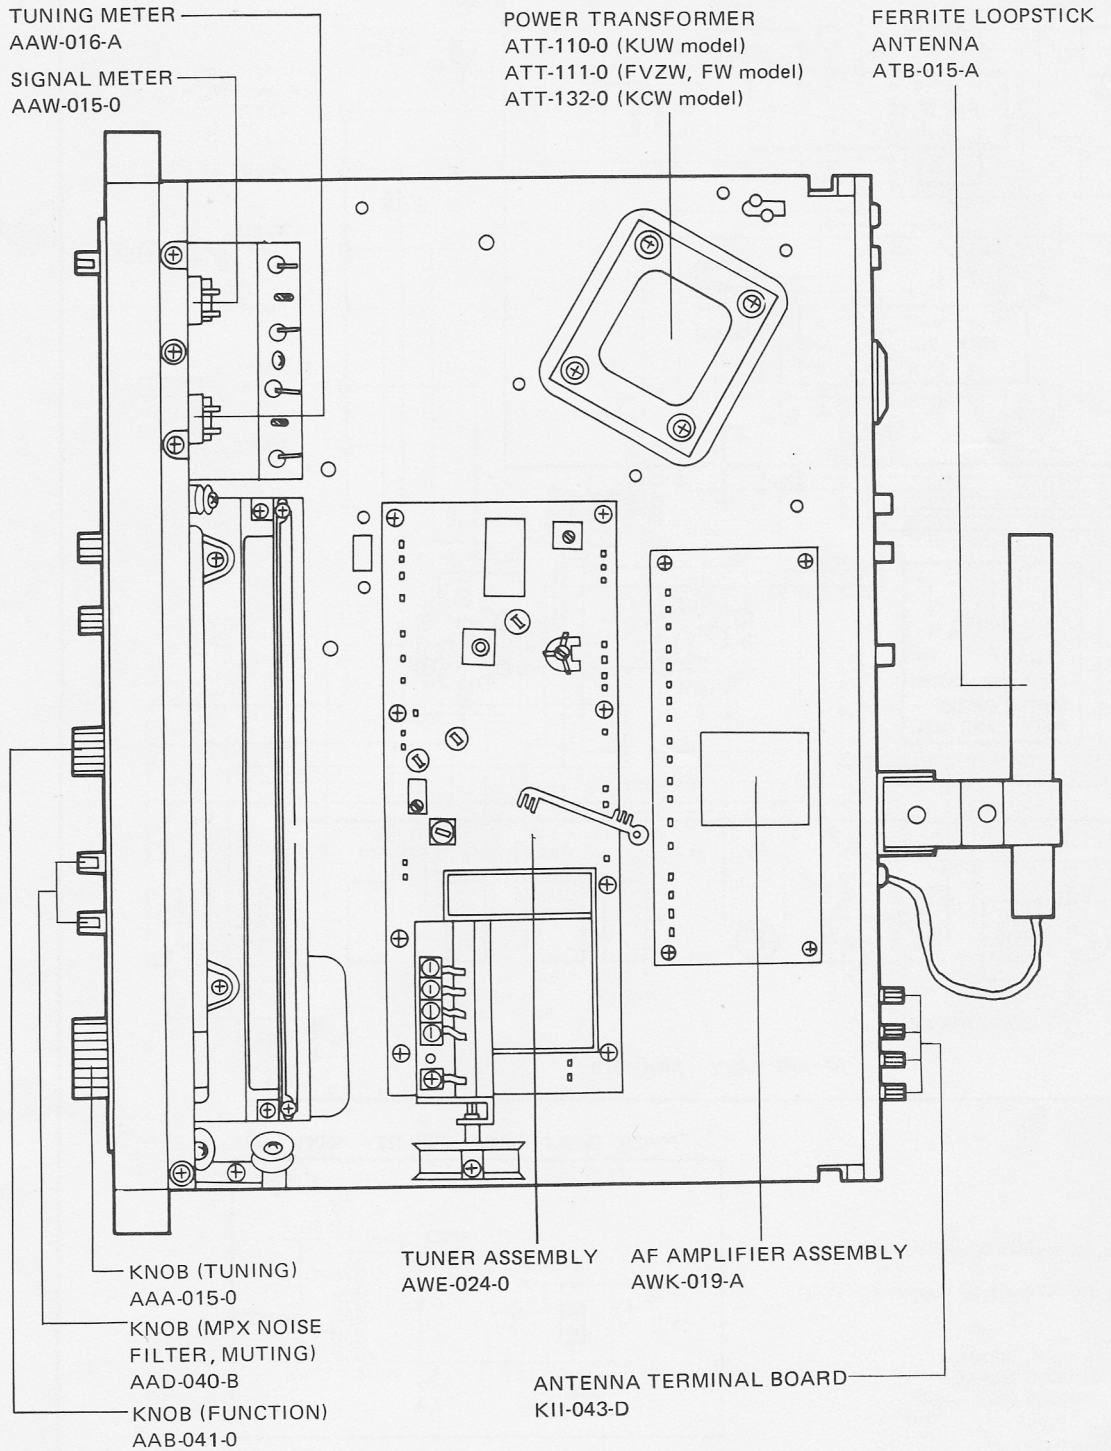 TUNING METER
AAW-016-A
SIGNAL METER
AAW-015-0
POWER TRANSFORMER
ATT-110-0 (KUW model)
ATT-111-0 (FVZW, FW model)
ATT-132-0 (KCW model)
FERRITE LOOPSTICK
ANTENNA
ATB-015-A
KNOB (TUNING)
AAA-015-0
KNOB (MPX NOISE
FILTER, MUTING)
AAD-040-B
KNOB (FUNCTION)
AAB-041-0
TUNER ASSEMBLY
AWE-024-0
AF AMPLIFIER ASSEMBLY
AWK-019-A
ANTENNA TERMINAL BOARD
KII-043-D